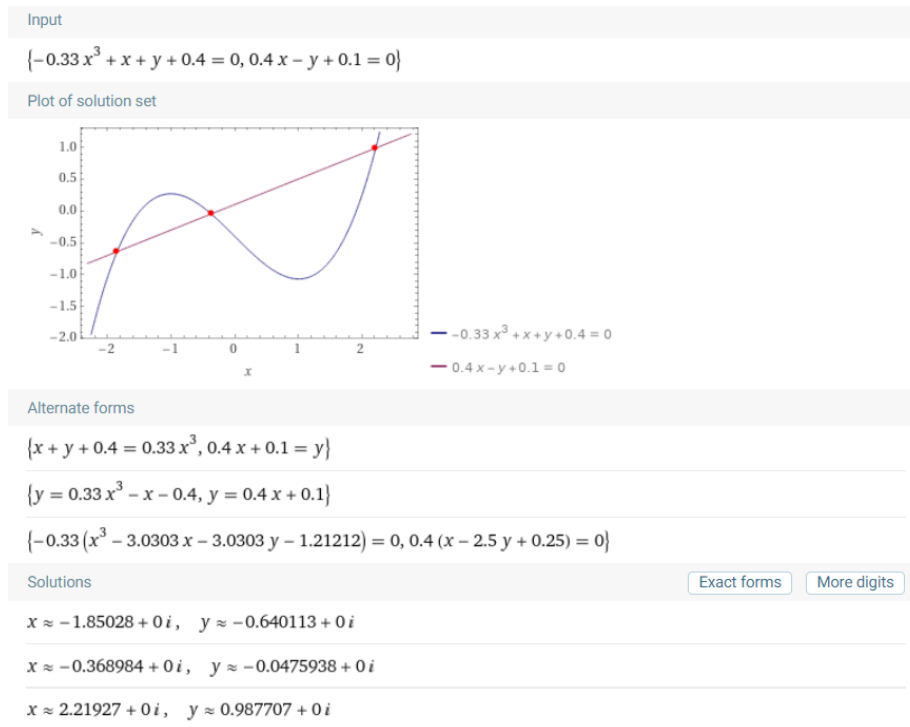 Input
{−0.33 x³ + x + y + 0.4 = 0, 0.4 x − y + 0.1 = 0}
Plot of solution set
1.0
0.5
0.0
−0.5
−1.0
−1.5
−2.0
y
−2 −1 0 1 2
x
−0.33 x³ + x + y + 0.4 = 0
0.4 x − y + 0.1 = 0
Alternate forms
{x + y + 0.4 = 0.33 x³, 0.4 x + 0.1 = y}
{y = 0.33 x³ − x − 0.4, y = 0.4 x + 0.1}
{−0.33 (x³ − 3.0303 x − 3.0303 y − 1.21212) = 0, 0.4 (x − 2.5 y + 0.25) = 0}
Solutions Exact forms More digits
x ≈ −1.85028 + 0 i, y ≈ −0.640113 + 0 i
x ≈ −0.368984 + 0 i, y ≈ −0.0475938 + 0 i
x ≈ 2.21927 + 0 i, y ≈ 0.987707 + 0 i